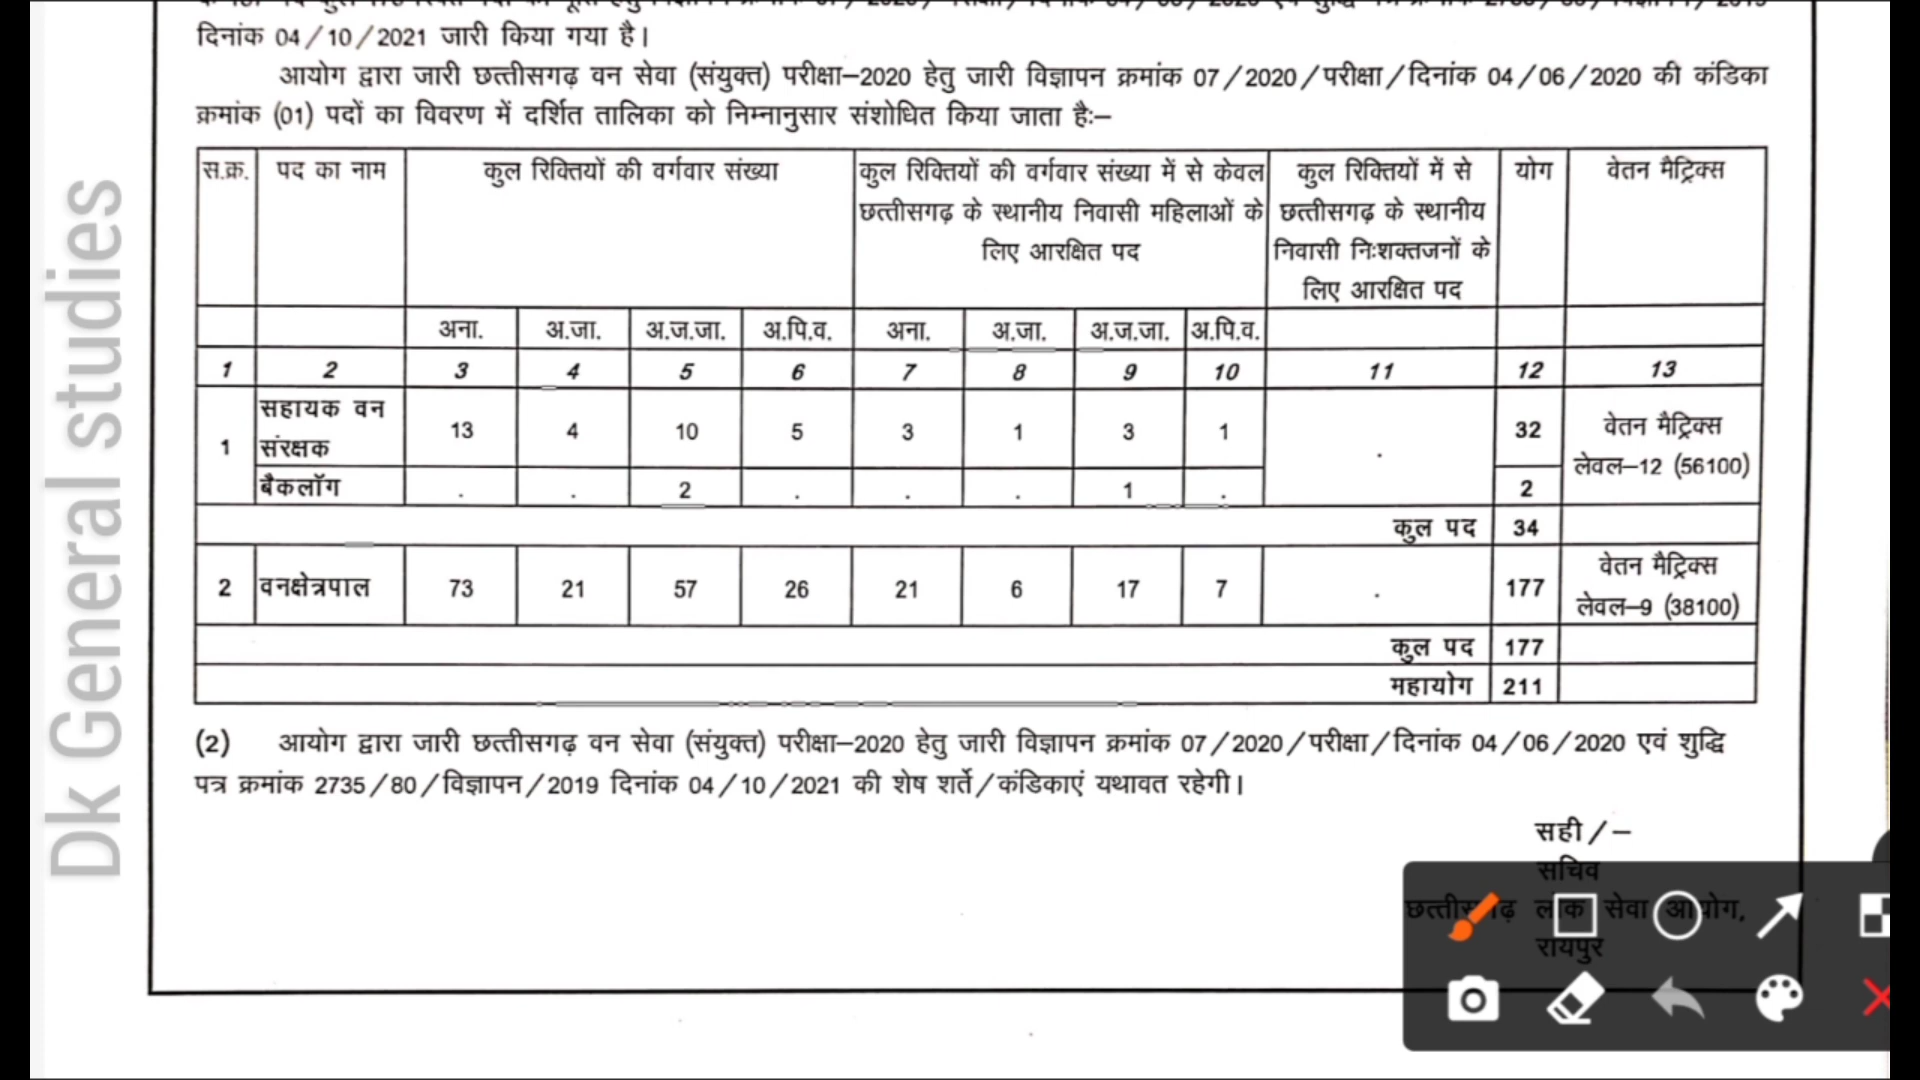 दिनांक 04/10/2021 जारी किया गया है।
आयोग द्वारा जारी छत्तीसगढ़ वन सेवा (संयुक्त) परीक्षा–2020 हेतु जारी विज्ञापन क्रमांक 07/2020/परीक्षा/दिनांक 04/06/2020 की कंडिका
क्रमांक (01) पदों का विवरण में दर्शित तालिका को निम्नानुसार संशोधित किया जाता है:–
स.क्र. पद का नाम कुल रिक्तियों की वर्गवार संख्या कुल रिक्तियों की वर्गवार संख्या में से केवल कुल रिक्तियों में से योग वेतन मैट्रिक्स
छत्तीसगढ़ के स्थानीय निवासी महिलाओं के छत्तीसगढ़ के स्थानीय
लिए आरक्षित पद निवासी निःशक्तजनों के
लिए आरक्षित पद
अना. अ.जा. अ.ज.जा. अ.पि.व. अना. अ.जा. अ.ज.जा. अ.पि.व.
1 2 3 4 5 6 7 8 9 10 11 12 13
सहायक वन
संरक्षक
1 13 4 10 5 3 1 3 1 . 32 वेतन मैट्रिक्स
लेवल–12 (56100)
बैकलॉग . . 2 . . . 1 . 2
कुल पद 34
2 वनक्षेत्रपाल 73 21 57 26 21 6 17 7 . 177 वेतन मैट्रिक्स
लेवल–9 (38100)
कुल पद 177
महायोग 211
(2) आयोग द्वारा जारी छत्तीसगढ़ वन सेवा (संयुक्त) परीक्षा–2020 हेतु जारी विज्ञापन क्रमांक 07/2020/परीक्षा/दिनांक 04/06/2020 एवं शुद्धि
पत्र क्रमांक 2735/80/विज्ञापन/2019 दिनांक 04/10/2021 की शेष शर्ते/कंडिकाएं यथावत रहेगी।
सही/–
सचिव
छत्तीसगढ़ लोक सेवा आयोग,
रायपुर
Dk General studies